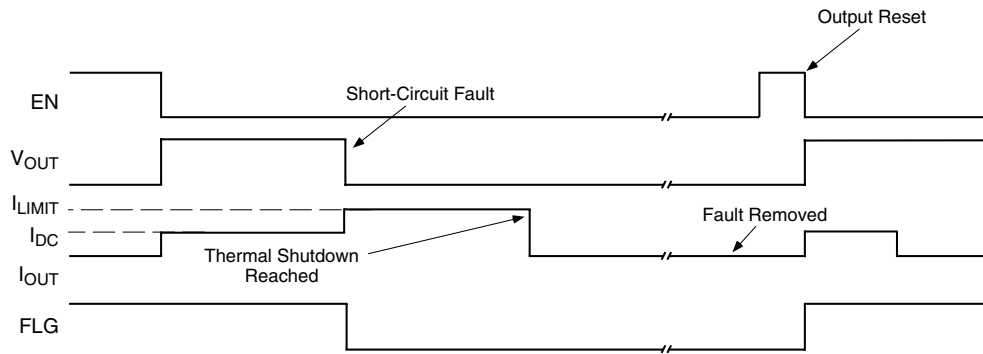 Output Reset
EN
Short-Circuit Fault
VOUT
ILIMIT
IDC
Fault Removed
Thermal Shutdown
Reached
IOUT
FLG